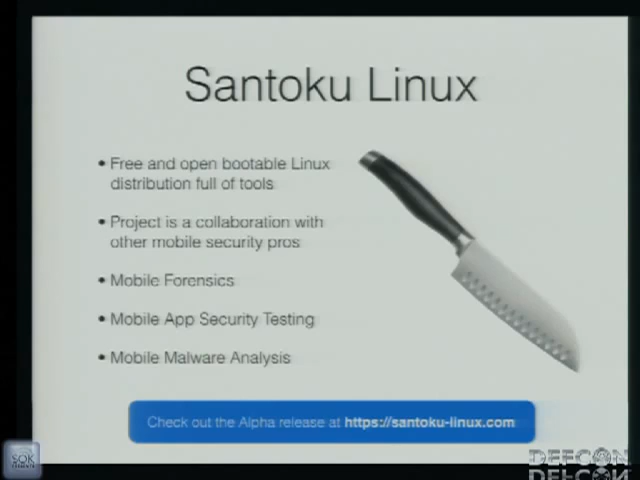 Santoku Linux
• Free and open bootable Linux
distribution full of tools
• Project is a collaboration with
other mobile security pros
• Mobile Forensics
• Mobile App Security Testing
• Mobile Malware Analysis
Check out the Alpha release at https://santoku-linux.com
SOK
DEFCON
DEFCON